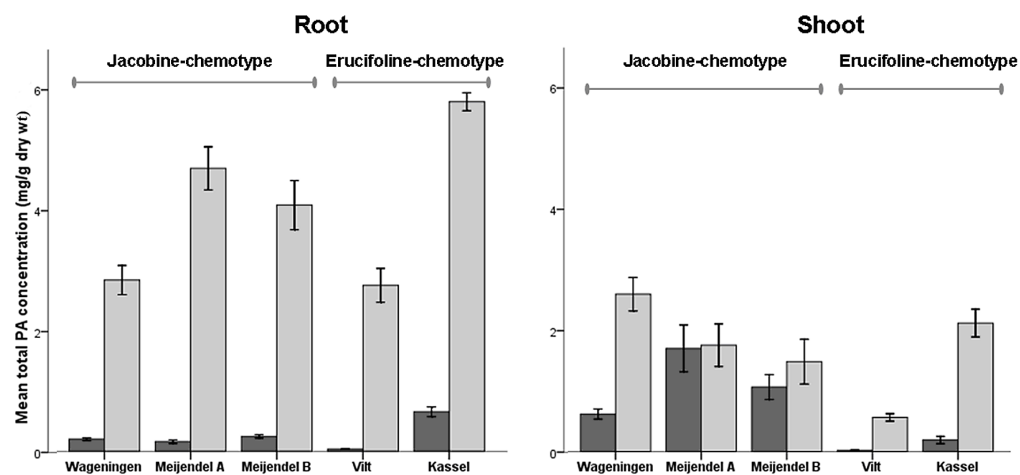 Root
Shoot
Jacobine-chemotype
Erucifoline-chemotype
Jacobine-chemotype
Erucifoline-chemotype
Mean total PA concentration (mg/g dry wt)
6
4
2
0
6
4
2
0
Wageningen
Meijendel A
Meijendel B
Vilt
Kassel
Wageningen
Meijendel A
Meijendel B
Vilt
Kassel